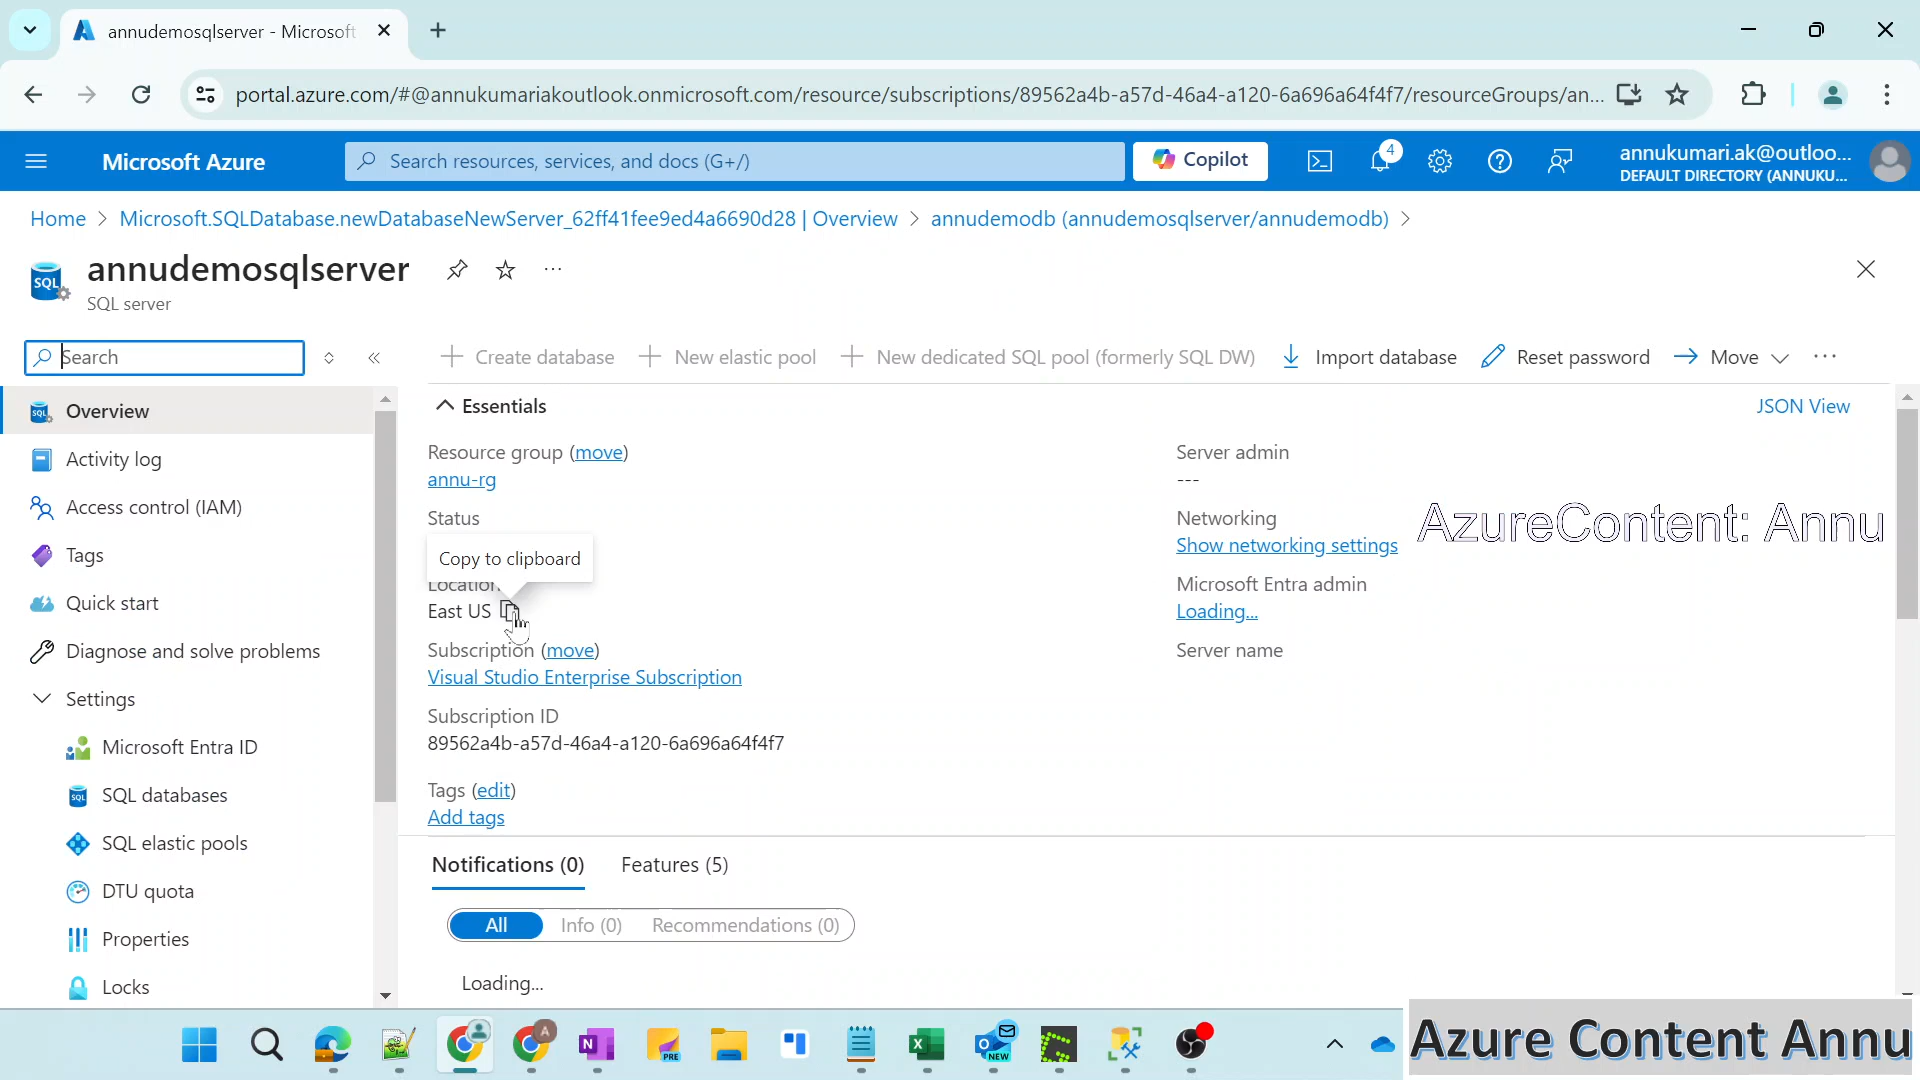 annudemosqlserver - Microsoft
portal.azure.com/#@annukumariakoutlook.onmicrosoft.com/resource/subscriptions/89562a4b-a57d-46a4-a120-6a696a64f4f7/resourceGroups/an...
Microsoft Azure
Search resources, services, and docs (G+/)
Copilot
4
annukumari.ak@outloo...
DEFAULT DIRECTORY (ANNUKU...
Home > Microsoft.SQLDatabase.newDatabaseNewServer_62ff41fee9ed4a6690d28 | Overview > annudemodb (annudemosqlserver/annudemodb) >
annudemosqlserver
SQL server
Search
Create database
New elastic pool
New dedicated SQL pool (formerly SQL DW)
Import database
Reset password
Move
Overview
Activity log
Access control (IAM)
Tags
Quick start
Diagnose and solve problems
Settings
Microsoft Entra ID
SQL databases
SQL elastic pools
DTU quota
Properties
Locks
Essentials
JSON View
Resource group (move)
annu-rg
Status
Copy to clipboard
Location
East US
Subscription (move)
Visual Studio Enterprise Subscription
Subscription ID
89562a4b-a57d-46a4-a120-6a696a64f4f7
Tags (edit)
Add tags
Server admin
---
Networking
Show networking settings
Microsoft Entra admin
Loading...
Server name
AzureContent: Annu
Notifications (0)
Features (5)
All
Info (0)
Recommendations (0)
Loading...
Azure Content Annu